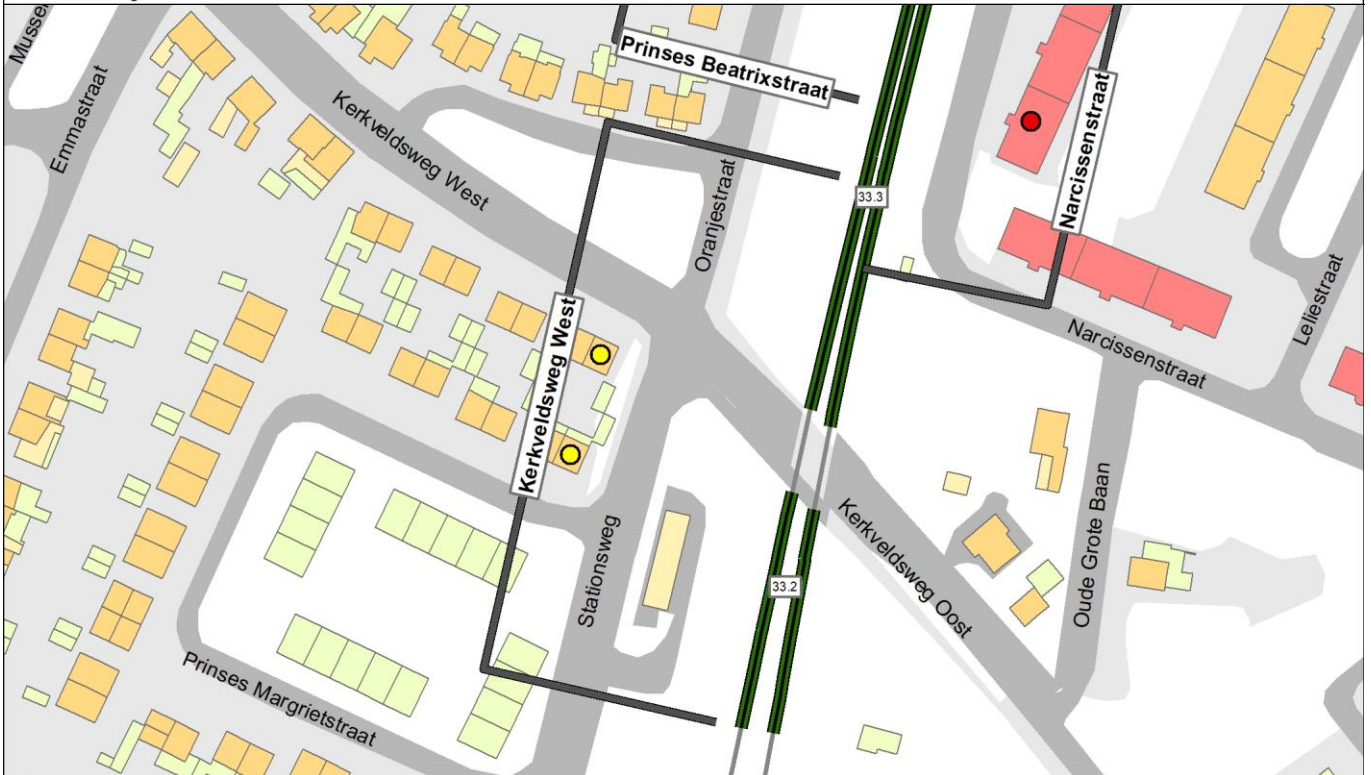 Prinses Beatrixstraat
Emmastraat
Kerkveldsweg West
Narcissenstraat
Oranjestraat
33.3
Kerkveldsweg West
Narcissenstraat
Leliestraat
Stationsweg
33.2
Kerkveldsweg Oost
Oude Grote Baan
Prinses Margrietstraat